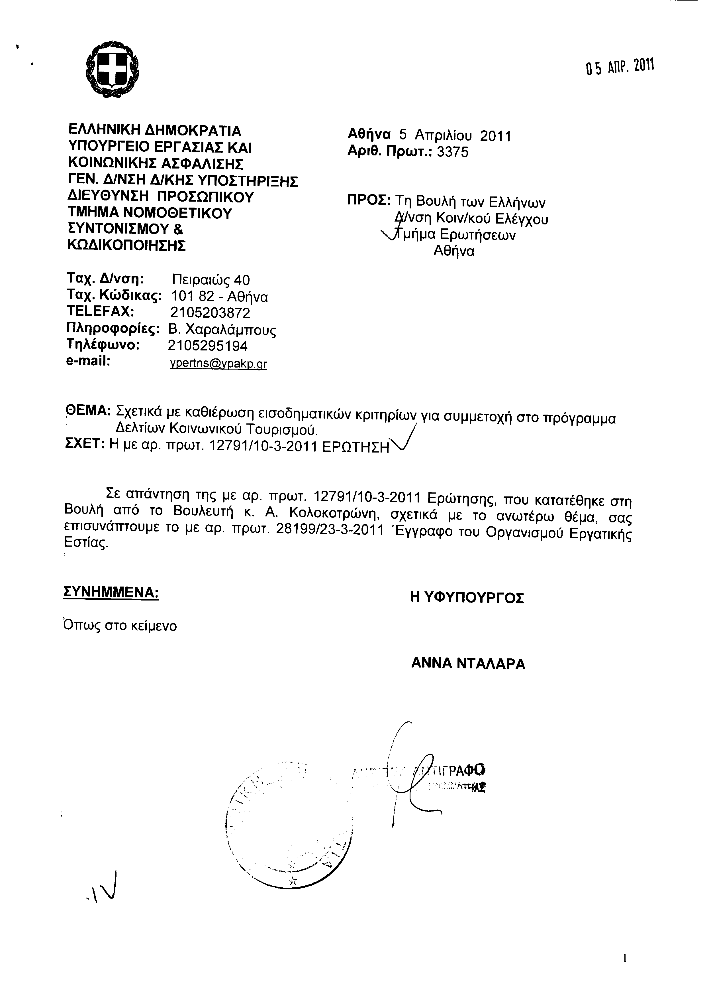 05 ΑΠΡ. 2011
ΕΛΛΗΝΙΚΗ ΔΗΜΟΚΡΑΤΙΑ
ΥΠΟΥΡΓΕΙΟ ΕΡΓΑΣΙΑΣ ΚΑΙ
ΚΟΙΝΩΝΙΚΗΣ ΑΣΦΑΛΙΣΗΣ
ΓΕΝ. Δ/ΝΣΗ Δ/ΚΗΣ ΥΠΟΣΤΗΡΙΞΗΣ
ΔΙΕΥΘΥΝΣΗ ΠΡΟΣΩΠΙΚΟΥ
ΤΜΗΜΑ ΝΟΜΟΘΕΤΙΚΟΥ
ΣΥΝΤΟΝΙΣΜΟΥ &
ΚΩΔΙΚΟΠΟΙΗΣΗΣ
Αθήνα 5 Απριλίου 2011
Αριθ. Πρωτ.: 3375
ΠΡΟΣ: Τη Βουλή των Ελλήνων
Δ/νση Κοιν/κού Ελέγχου
Τμήμα Ερωτήσεων
Αθήνα
Ταχ. Δ/νση: Πειραιώς 40
Ταχ. Κώδικας: 101 82 - Αθήνα
TELEFAX: 2105203872
Πληροφορίες: Β. Χαραλάμπους
Τηλέφωνο: 2105295194
e-mail: ypertns@ypakp.gr
ΘΕΜΑ: Σχετικά με καθιέρωση εισοδηματικών κριτηρίων για συμμετοχή στο πρόγραμμα
Δελτίων Κοινωνικού Τουρισμού.
ΣΧΕΤ: Η με αρ. πρωτ. 12791/10-3-2011 ΕΡΩΤΗΣΗ
Σε απάντηση της με αρ. πρωτ. 12791/10-3-2011 Ερώτησης, που κατατέθηκε στη
Βουλή από το Βουλευτή κ. Α. Κολοκοτρώνη, σχετικά με το ανωτέρω θέμα, σας
επισυνάπτουμε το με αρ. πρωτ. 28199/23-3-2011 Έγγραφο του Οργανισμού Εργατικής
Εστίας.
ΣΥΝΗΜΜΕΝΑ:
Όπως στο κείμενο
Η ΥΦΥΠΟΥΡΓΟΣ
ΑΝΝΑ ΝΤΑΛΑΡΑ
ΑΝΤΙΓΡΑΦΟ
1